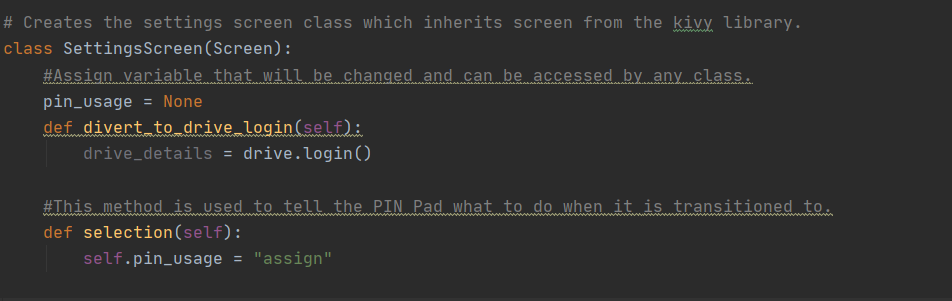 # Creates the settings screen class which inherits screen from the kivy library.
class SettingsScreen(Screen):
    #Assign variable that will be changed and can be accessed by any class.
    pin_usage = None
    def divert_to_drive_login(self):
        drive_details = drive.login()

    #This method is used to tell the PIN Pad what to do when it is transitioned to.
    def selection(self):
        self.pin_usage = "assign"